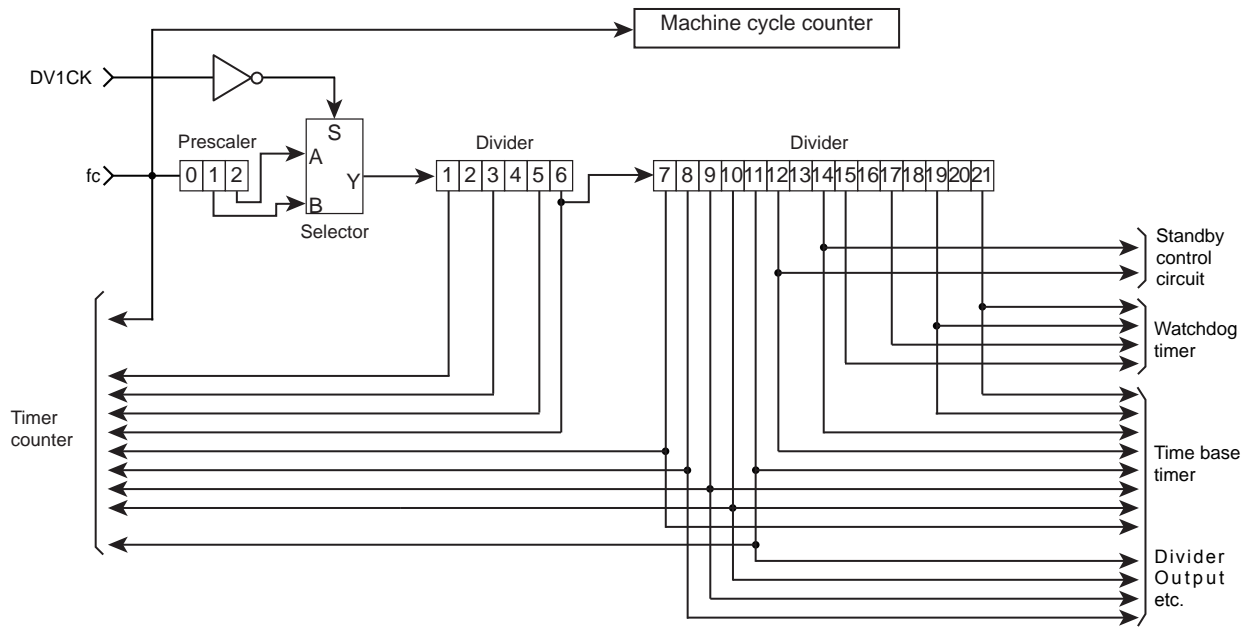 Machine cycle counter
DV1CK
S
Prescaler
Divider
Divider
A
fc
0 1 2
Y
1 2 3 4 5 6
7 8 9 10 11 12 13 14 15 16 17 18 19 20 21
B
Selector
Standby
control
circuit
Watchdog
timer
Timer
counter
Time base
timer
Divider
Output
etc.